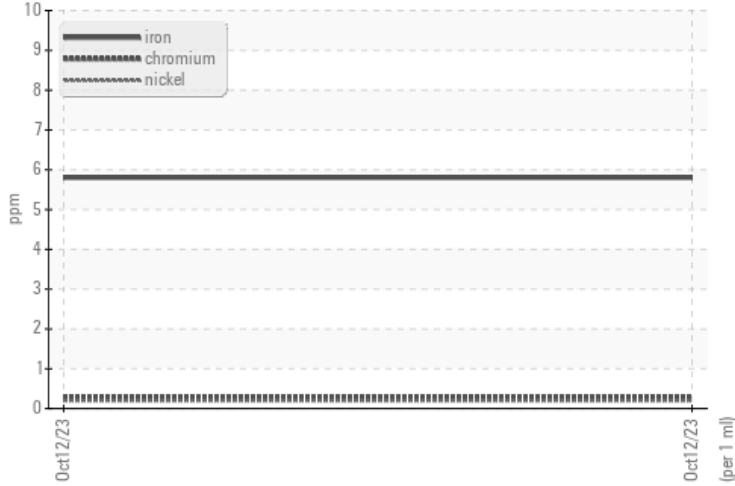 10
9
8
7
6
5
4
3
2
1
0
ppm
iron
chromium
nickel
Oct12/23
Oct12/23
(per 1 ml)